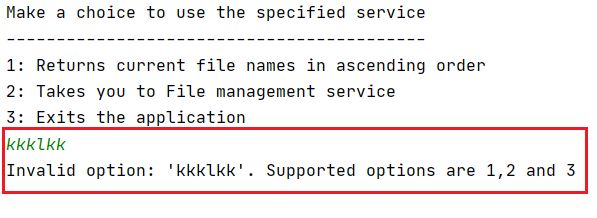 Make a choice to use the specified service
------------------------------------------
1: Returns current file names in ascending order
2: Takes you to File management service
3: Exits the application
kkklkk
Invalid option: 'kkklkk'. Supported options are 1,2 and 3